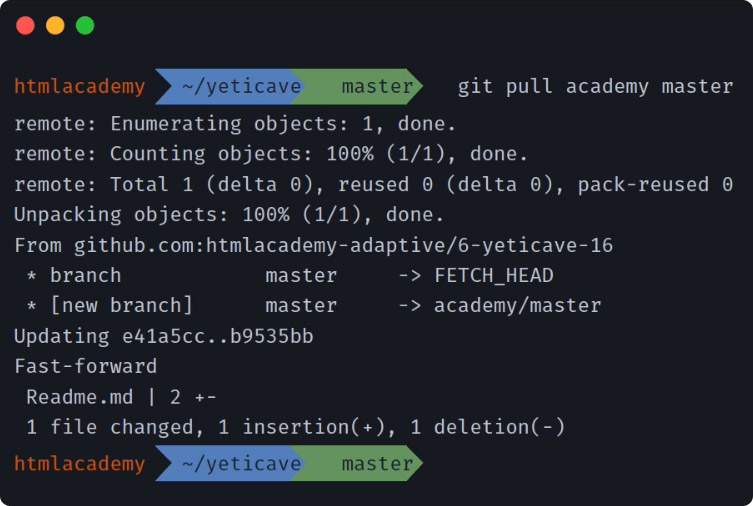 htmlacademy ~/yeticave master git pull academy master
remote: Enumerating objects: 1, done.
remote: Counting objects: 100% (1/1), done.
remote: Total 1 (delta 0), reused 0 (delta 0), pack-reused 0
Unpacking objects: 100% (1/1), done.
From github.com:htmlacademy-adaptive/6-yeticave-16
 * branch            master     -> FETCH_HEAD
 * [new branch]      master     -> academy/master
Updating e41a5cc..b9535bb
Fast-forward
 Readme.md | 2 +-
 1 file changed, 1 insertion(+), 1 deletion(-)
htmlacademy ~/yeticave master